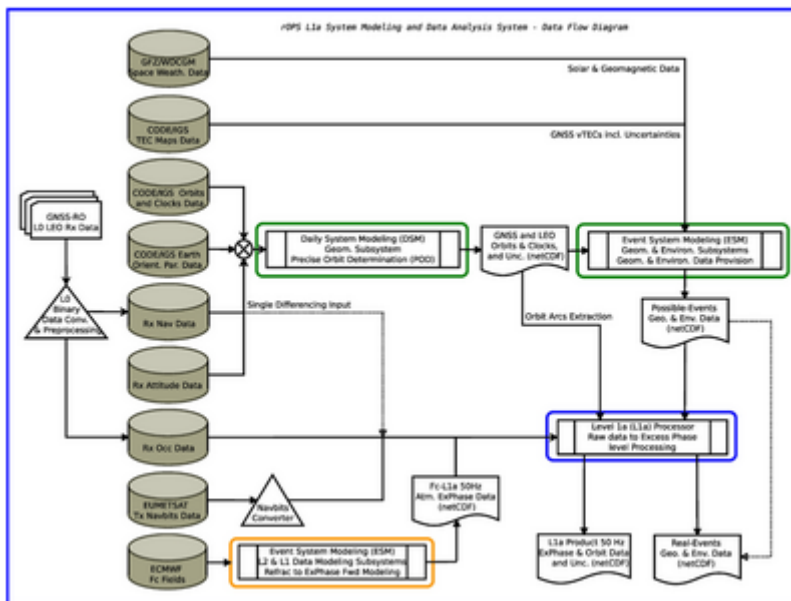 rOPS L1a System Modeling and Data Analysis System - Data Flow Diagram
GFZ/WDCGM
Space Weath. Data
Solar & Geomagnetic Data
CODE/IGS
TEC Maps Data
GNSS vTECs Incl. Uncertainties
CODE/IGS Orbits
and Clocks Data
GNSS-RO
L0 LEO Rx Data
CODE/IGS Earth
Orient. Par. Data
Daily System Modeling (DSM)
Geom. Subsystem
Precise Orbit Determination (POD)
GNSS and LEO
Orbits & Clocks,
and Unc. (netCDF)
Event System Modeling (ESM)
Geom. & Environ. Subsystems
Geom. & Environ. Data Provision
L0
Binary
Data Conv.
& Preprocessing
Rx Nav Data
Single Differencing Input
Orbit Arcs Extraction
Possible-Events
Geo. & Env. Data
(netCDF)
Rx Attitude Data
Rx Occ Data
Level 1a (L1a) Processor
Raw data to Excess Phase
level Processing
EUMETSAT
Tx Navbits Data
Navbits
Converter
Fc-L1a 50Hz
Atm. ExPhase Data
(netCDF)
ECMWF
Fc Fields
Event System Modeling (ESM)
L2 & L1 Data Modeling Subsystems
Refrac to ExPhase Fwd Modeling
L1a Product 50 Hz
ExPhase & Orbit Data
and Unc. (netCDF)
Real-Events
Geo. & Env. Data
(netCDF)